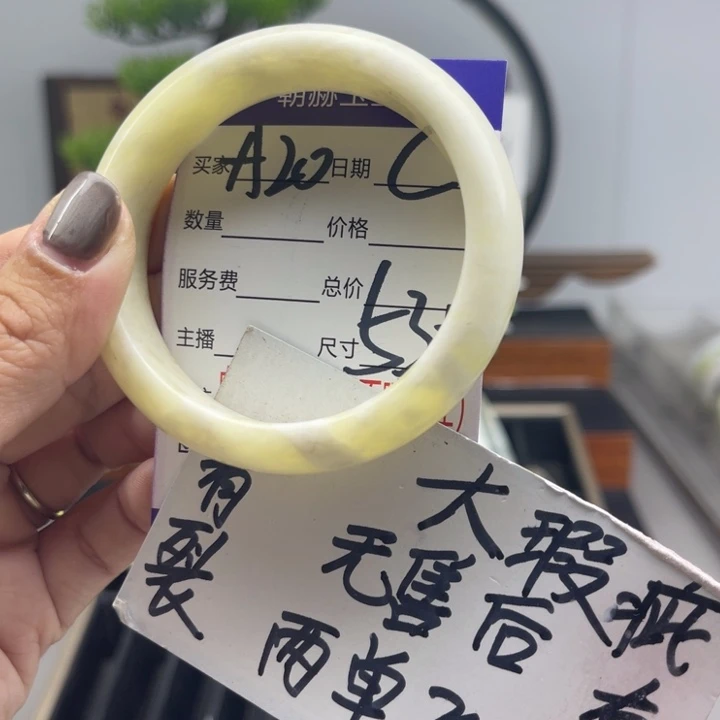 买家 A20 日期
数量 价格
服务费 总价
主播 尺寸 55
有裂
大瑕疵
无售后
两单